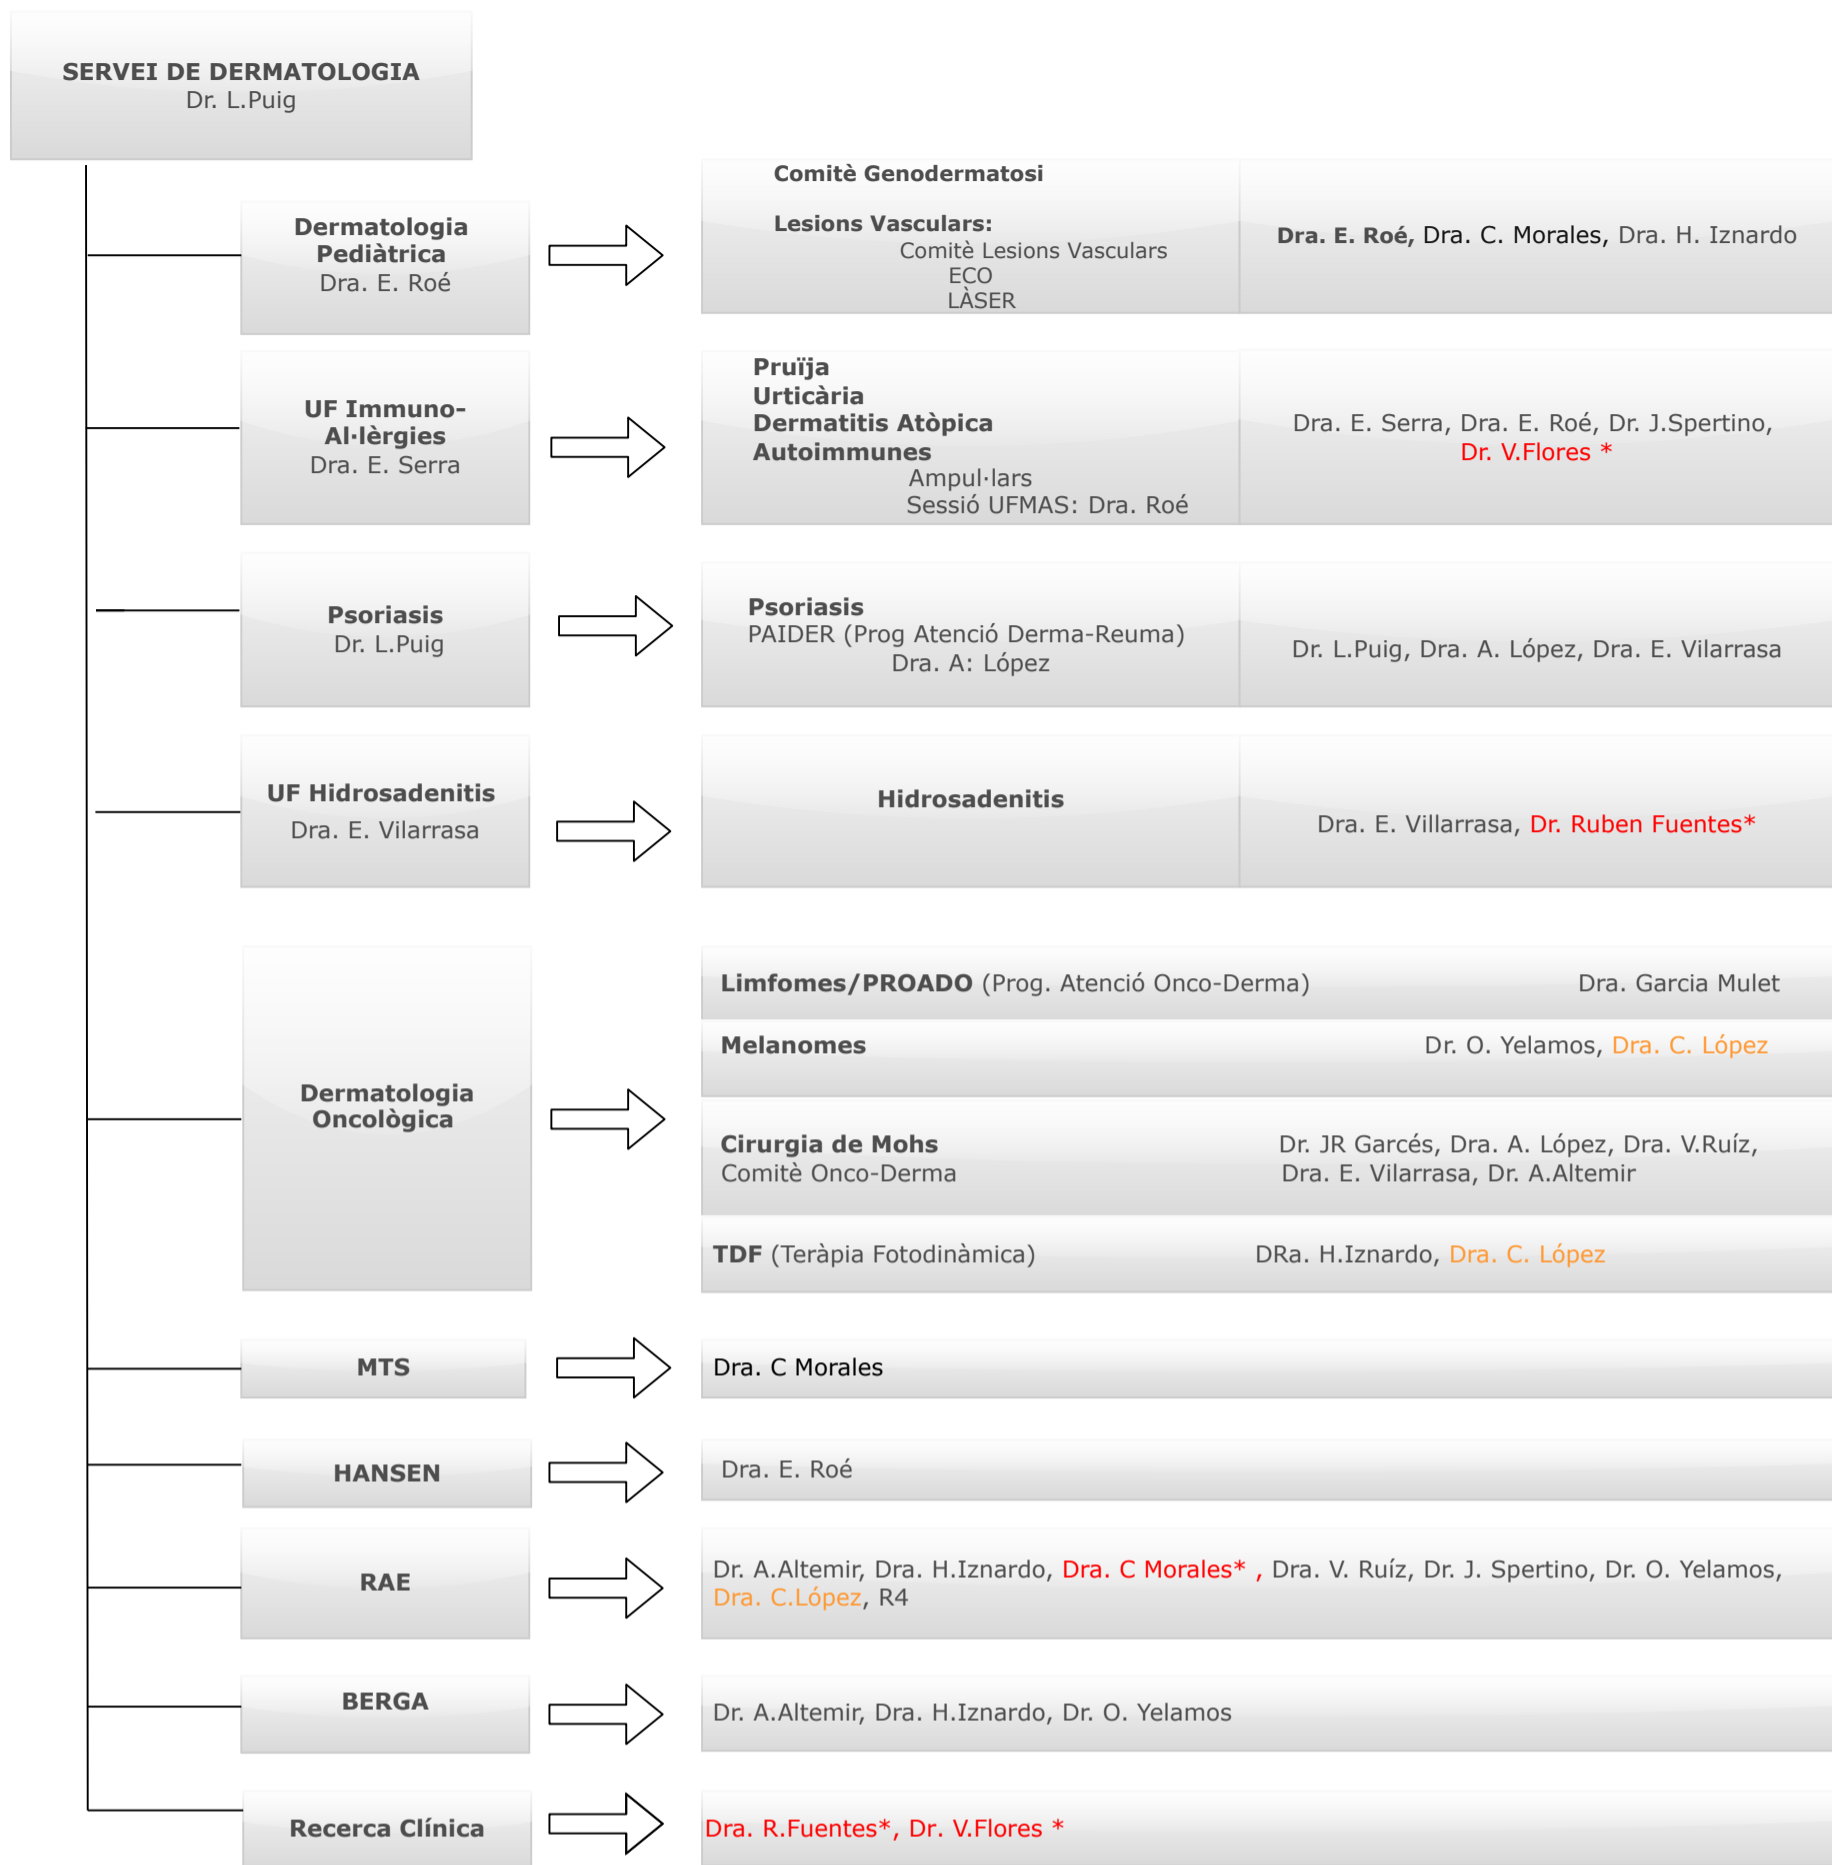 SERVEI DE DERMATOLOGIA
Dr. L.Puig
Dermatologia
Pediàtrica
Dra. E. Roé
Comitè Genodermatosi
Lesions Vasculars:
Comitè Lesions Vasculars
ECO
LÀSER
Dra. E. Roé, Dra. C. Morales, Dra. H. Iznardo
UF Immuno-
Al·lèrgies
Dra. E. Serra
Pruïja
Urticària
Dermatitis Atòpica
Autoimmunes
Ampul·lars
Sessió UFMAS: Dra. Roé
Dra. E. Serra, Dra. E. Roé, Dr. J.Spertino,
Dr. V.Flores *
Psoriasis
Dr. L.Puig
Psoriasis
PAIDER (Prog Atenció Derma-Reuma)
Dra. A: López
Dr. L.Puig, Dra. A. López, Dra. E. Vilarrasa
UF Hidrosadenitis
Dra. E. Vilarrasa
Hidrosadenitis
Dra. E. Villarrasa, Dr. Ruben Fuentes*
Dermatologia
Oncològica
Limfomes/PROADO (Prog. Atenció Onco-Derma) Dra. Garcia Mulet
Melanomes Dr. O. Yelamos, Dra. C. López
Cirurgia de Mohs Dr. JR Garcés, Dra. A. López, Dra. V.Ruíz,
Comitè Onco-Derma Dra. E. Vilarrasa, Dr. A.Altemir
TDF (Teràpia Fotodinàmica) DRa. H.Iznardo, Dra. C. López
MTS
Dra. C Morales
HANSEN
Dra. E. Roé
RAE
Dr. A.Altemir, Dra. H.Iznardo, Dra. C Morales* , Dra. V. Ruíz, Dr. J. Spertino, Dr. O. Yelamos,
Dra. C.López, R4
BERGA
Dr. A.Altemir, Dra. H.Iznardo, Dr. O. Yelamos
Recerca Clínica
Dra. R.Fuentes*, Dr. V.Flores *